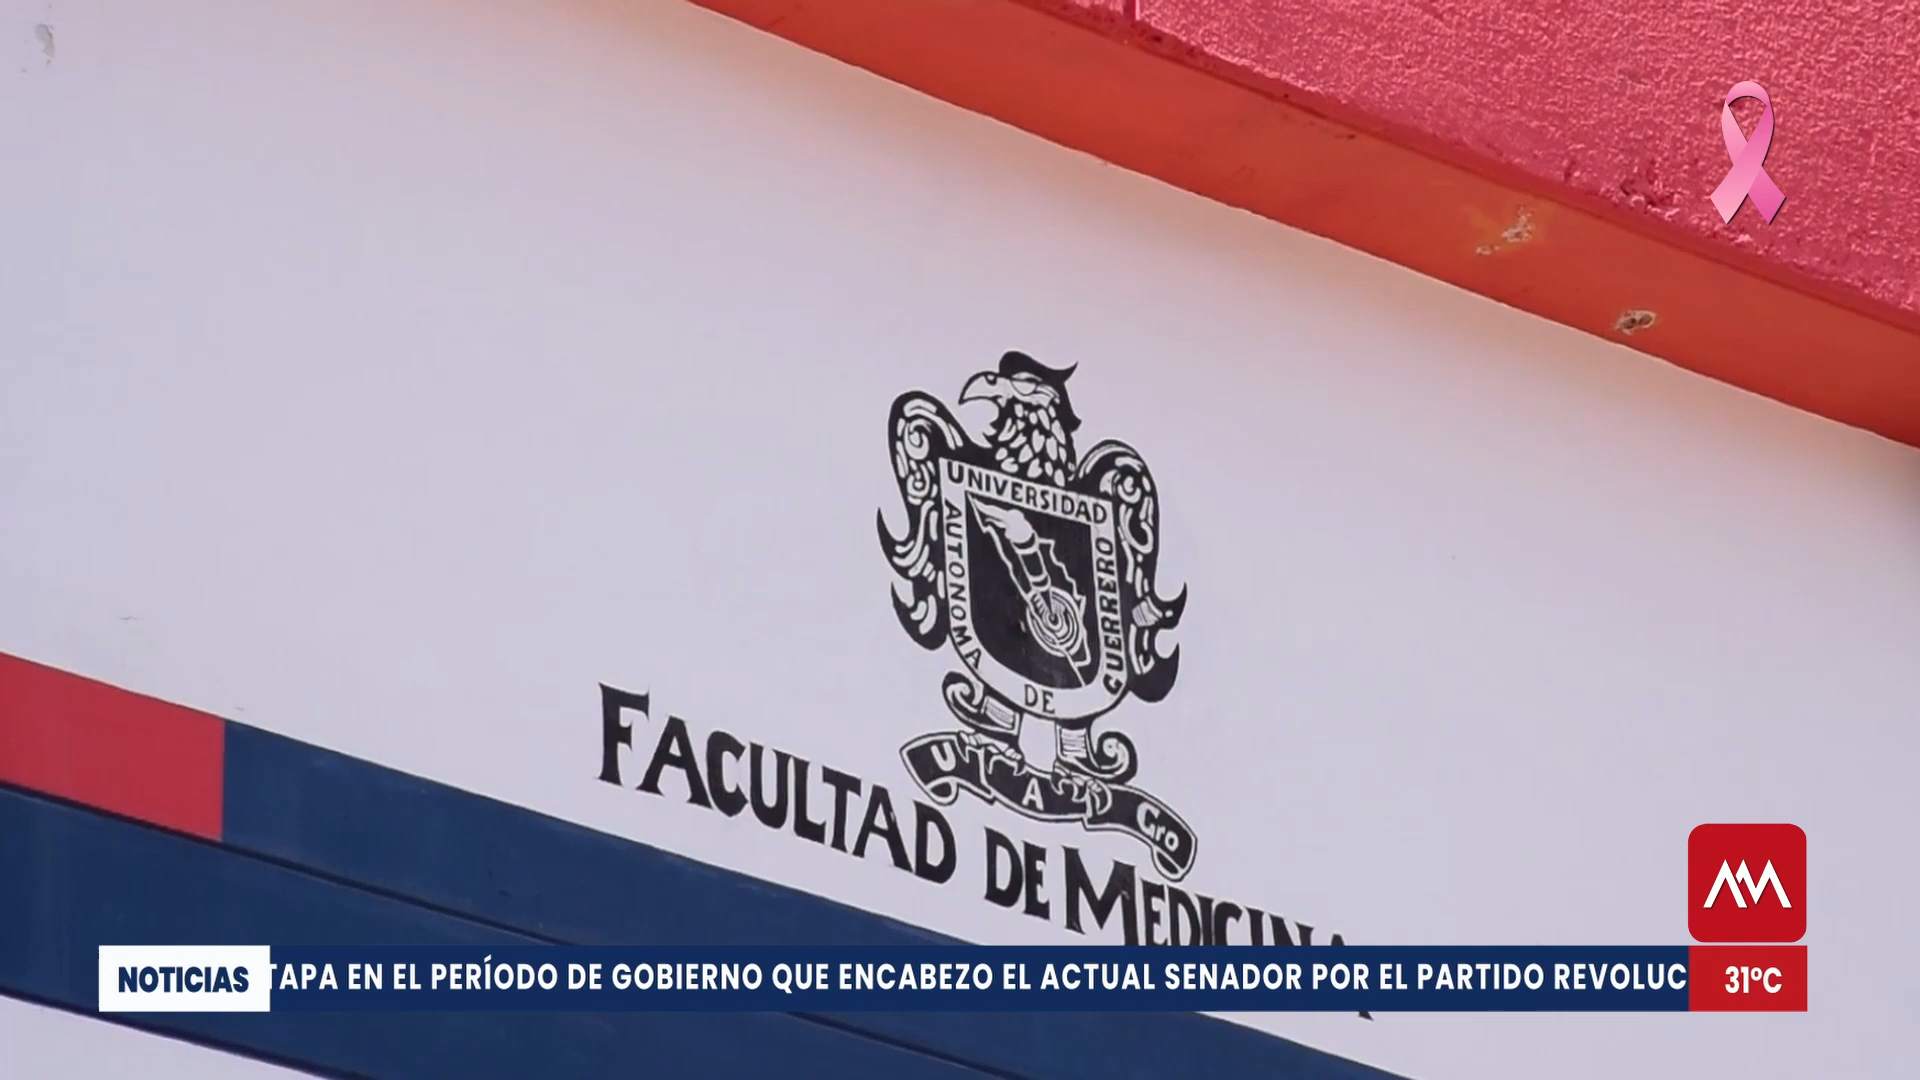 UNIVERSIDAD
AUTONOMA
DE
GUERRERO
U A Gro
FACULTAD DE MEDICINA
NOTICIAS
TAPA EN EL PERÍODO DE GOBIERNO QUE ENCABEZO EL ACTUAL SENADOR POR EL PARTIDO REVOLUC
31°C